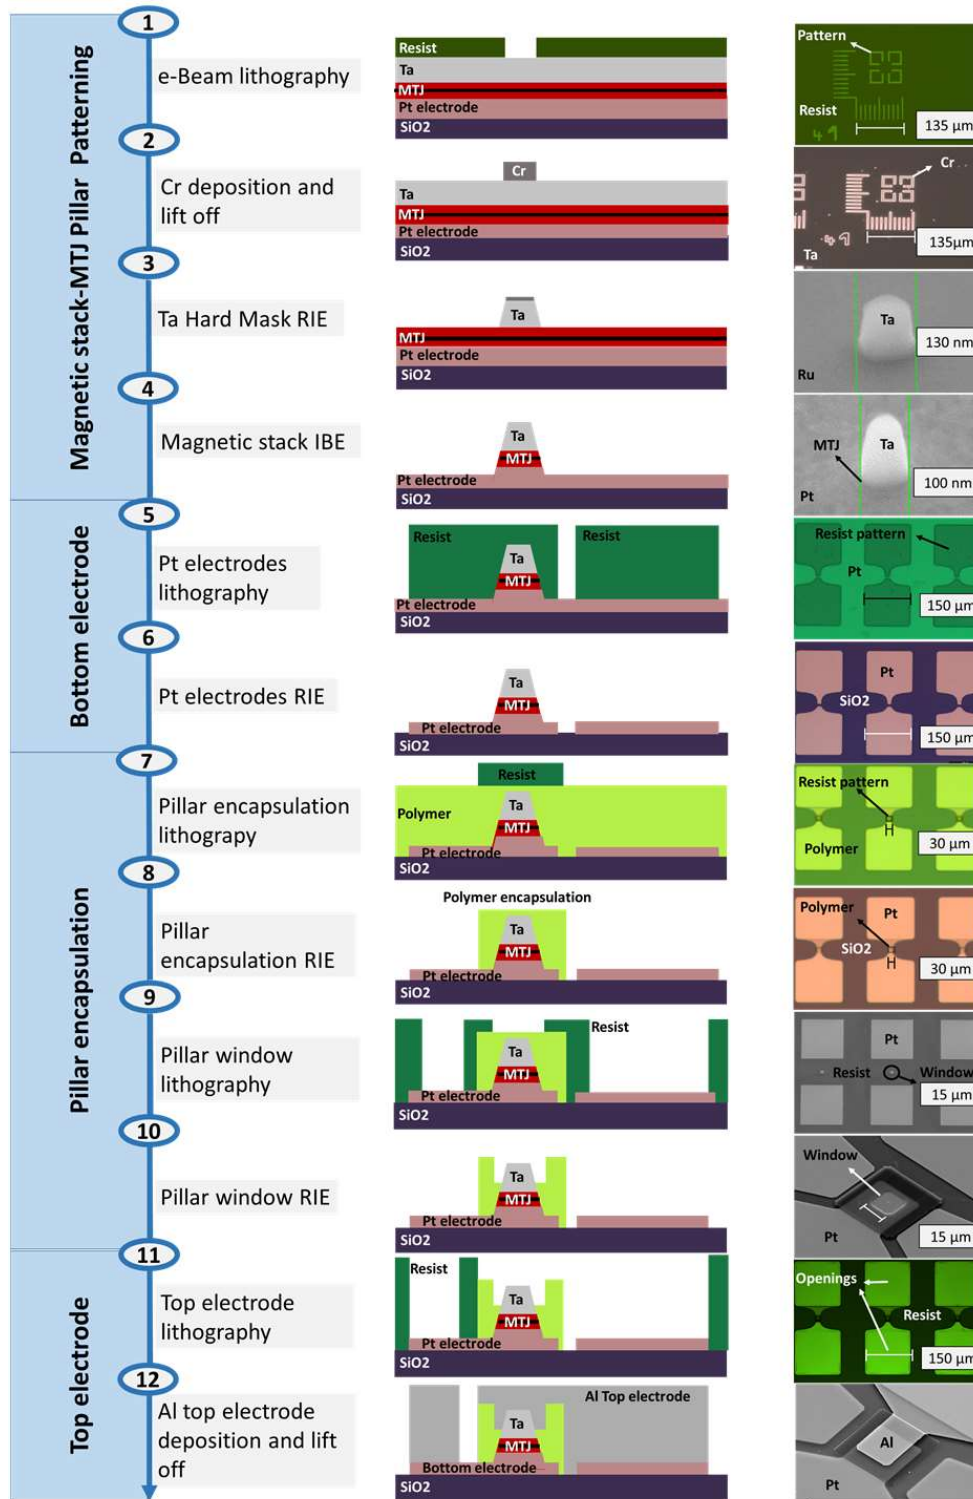 Magnetic stack-MTJ Pillar Patterning
1
e-Beam lithography
Resist
Ta
MTJ
Pt electrode
SiO2
Pattern
Resist
135 μm
2
Cr deposition and
lift off
Cr
Ta
MTJ
Pt electrode
SiO2
Cr
Ta
135μm
3
Ta Hard Mask RIE
Ta
MTJ
Pt electrode
SiO2
Ta
Ru
130 nm
4
Magnetic stack IBE
Ta
MTJ
Pt electrode
SiO2
MTJ
Ta
Pt
100 nm
Bottom electrode
5
Pt electrodes
lithography
Resist
Resist
Ta
MTJ
Pt electrode
SiO2
Resist pattern
Pt
150 μm
6
Pt electrodes RIE
Ta
MTJ
Pt electrode
SiO2
Pt
SiO2
150 μm
Pillar encapsulation
7
Pillar encapsulation
lithograpy
Resist
Polymer
Ta
MTJ
Pt electrode
SiO2
Resist pattern
Polymer
30 μm
8
Pillar
encapsulation RIE
Polymer encapsulation
Ta
MTJ
Pt electrode
SiO2
Polymer
Pt
SiO2
30 μm
9
Pillar window
lithography
Resist
Ta
MTJ
Pt electrode
SiO2
Pt
Resist
Window
15 μm
10
Pillar window RIE
Ta
MTJ
Pt electrode
SiO2
Window
Pt
15 μm
Top electrode
11
Top electrode
lithography
Resist
Ta
MTJ
Pt electrode
SiO2
Openings
Resist
150 μm
12
Al top electrode
deposition and lift
off
Al Top electrode
Ta
MTJ
Bottom electrode
SiO2
Al
Pt